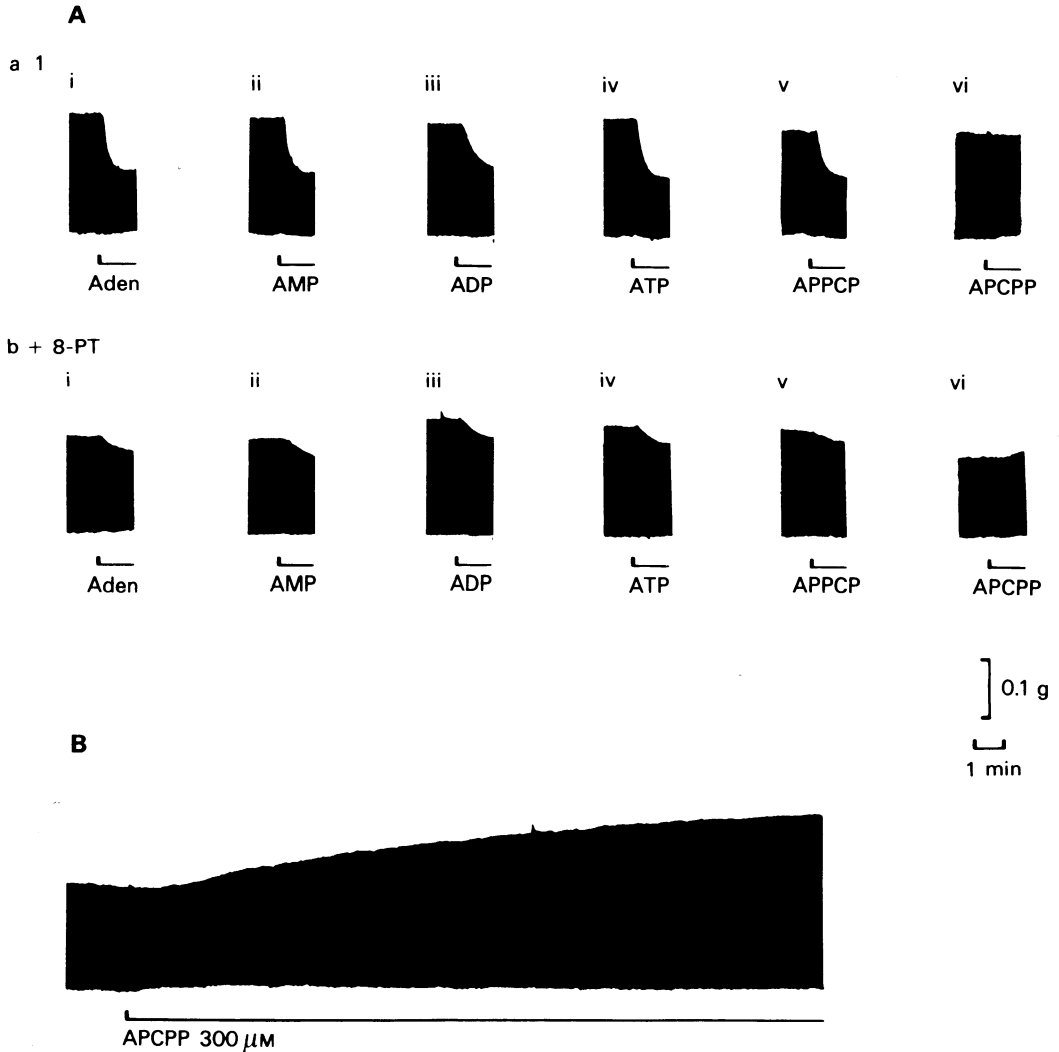 A
a 1
i ii iii iv v vi
Aden AMP ADP ATP APPCP APCPP
b + 8-PT
i ii iii iv v vi
Aden AMP ADP ATP APPCP APCPP
0.1 g
1 min
B
APCPP 300 μM